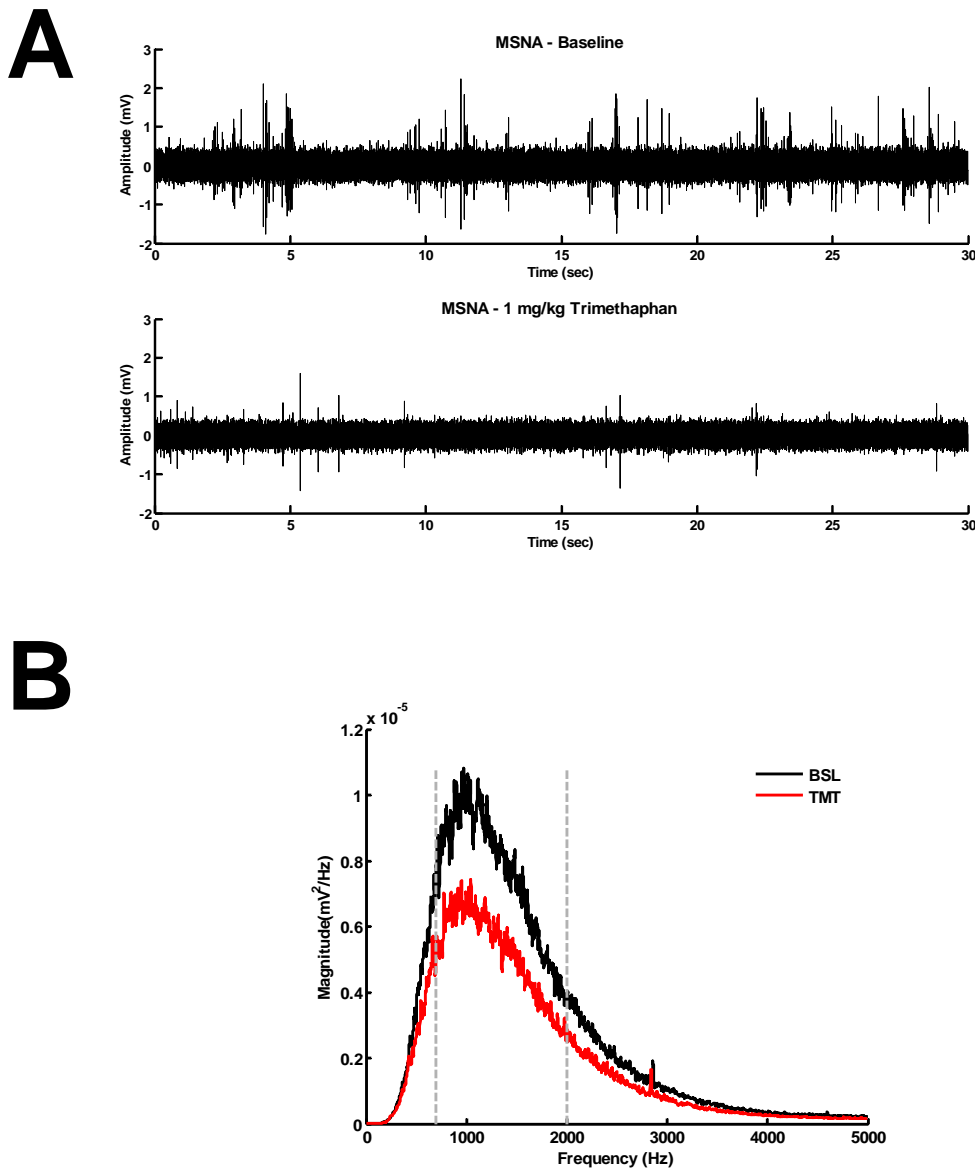 A
MSNA - Baseline
Amplitude (mV)
3
2
1
0
-1
-2
0 5 10 15 20 25 30
Time (sec)
MSNA - 1 mg/kg Trimethaphan
Amplitude (mV)
3
2
1
0
-1
-2
0 5 10 15 20 25 30
Time (sec)
B
x 10^-5
Magnitude(mV²/Hz)
1.2
1
0.8
0.6
0.4
0.2
0
BSL
TMT
0 1000 2000 3000 4000 5000
Frequency (Hz)